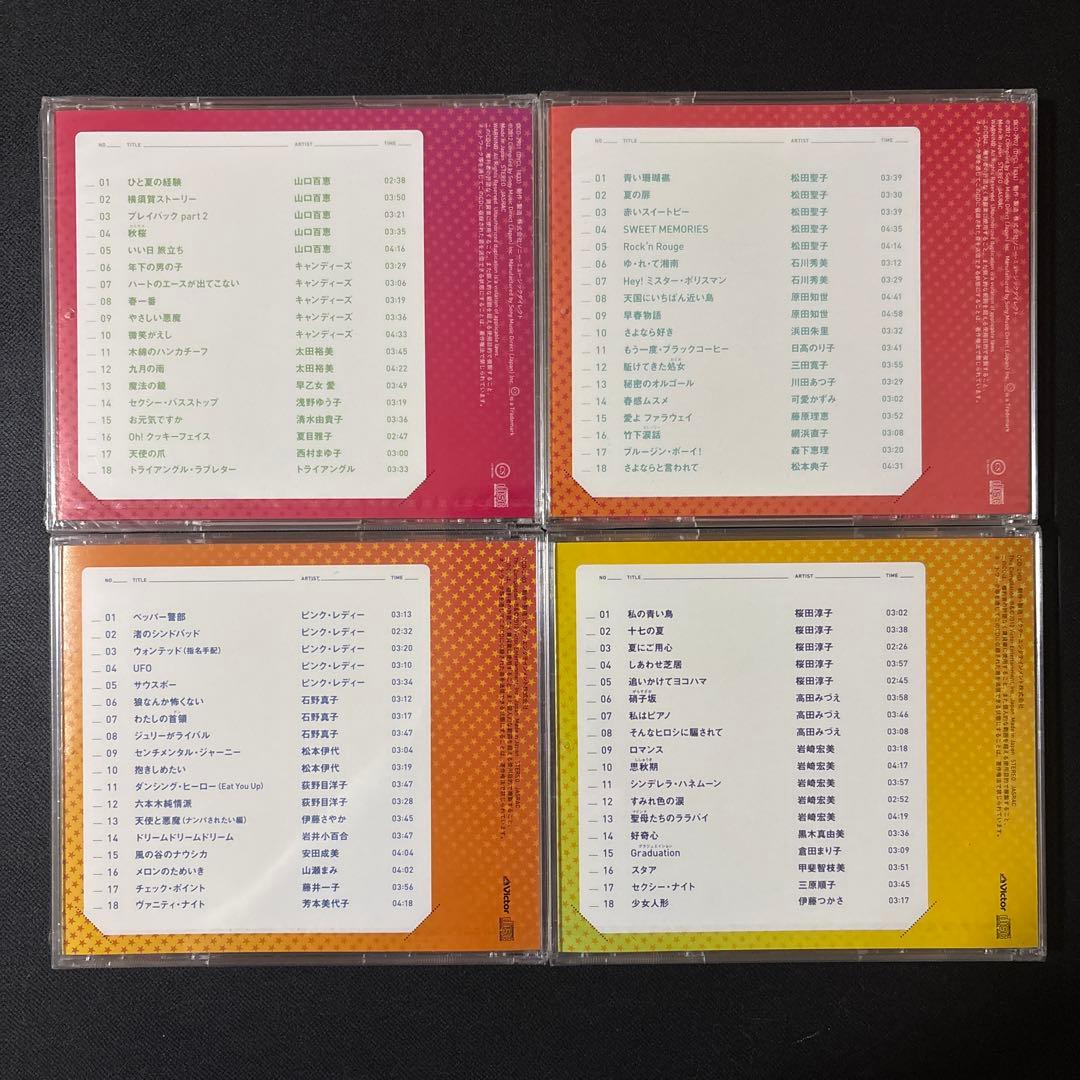 NO. TITLE ARTIST TIME
01 ひと夏の経験 山口百恵 02:38
02 横須賀ストーリー 山口百恵 03:50
03 プレイバック part 2 山口百恵 03:21
04 秋桜 山口百恵 03:35
05 いい日 旅立ち 山口百恵 04:16
06 年下の男の子 キャンディーズ 03:29
07 ハートのエースが出てこない キャンディーズ 03:06
08 春一番 キャンディーズ 03:19
09 やさしい悪魔 キャンディーズ 03:36
10 微笑がえし キャンディーズ 04:33
11 木綿のハンカチーフ 太田裕美 03:45
12 九月の雨 太田裕美 04:22
13 魔法の鏡 早乙女 愛 03:49
14 セクシー・バスストップ 浅野ゆう子 03:19
15 お元気ですか 清水由貴子 03:36
16 Oh! クッキーフェイス 夏目雅子 02:47
17 天使の爪 西村まゆ子 03:00
18 トライアングル・ラブレター トライアングル 03:33
NO. TITLE ARTIST TIME
01 青い珊瑚礁 松田聖子 03:39
02 夏の扉 松田聖子 03:30
03 赤いスイートピー 松田聖子 03:39
04 SWEET MEMORIES 松田聖子 04:35
05 Rock'n Rouge 松田聖子 04:14
06 ゆ・れ・て湘南 石川秀美 03:12
07 Hey! ミスター・ポリスマン 石川秀美 03:29
08 天国にいちばん近い島 原田知世 04:41
09 早春物語 原田知世 04:58
10 さよなら好き 浜田朱里 03:32
11 もう一度・ブラックコーヒー 日高のり子 03:41
12 駆けてきた処女 三田寛子 03:55
13 秘密のオルゴール 川田あつ子 03:29
14 春感ムスメ 可愛かずみ 03:02
15 愛よ ファラウェイ 藤原理恵 03:52
16 竹下涙話 網浜直子 04:08
17 ブルージン・ボーイ! 森下恵理 03:20
18 さよならと言われて 松本典子 04:31
NO. TITLE ARTIST TIME
01 ペッパー警部 ピンク・レディー 03:13
02 渚のシンドバッド ピンク・レディー 02:32
03 ウォンテッド(指名手配) ピンク・レディー 03:20
04 UFO ピンク・レディー 03:10
05 サウスポー ピンク・レディー 03:34
06 狼なんか怖くない 石野真子 03:12
07 わたしの首領 石野真子 03:17
08 ジュリーがライバル 石野真子 03:47
09 センチメンタル・ジャーニー 松本伊代 03:04
10 抱きしめたい 松本伊代 03:19
11 ダンシング・ヒーロー(Eat You Up) 荻野目洋子 03:47
12 六本木純情派 荻野目洋子 03:28
13 天使と悪魔(ナンパされたい編) 伊藤さやか 03:45
14 ドリームドリームドリーム 岩井小百合 03:47
15 風の谷のナウシカ 安田成美 04:04
16 メロンのためいき 山瀬まみ 04:02
17 チェック・ポイント 藤井一子 03:56
18 ヴァニティ・ナイト 芳本美代子 04:18
Victor
NO. TITLE ARTIST TIME
01 私の青い鳥 桜田淳子 03:02
02 十七の夏 桜田淳子 03:38
03 夏にご用心 桜田淳子 02:26
04 しあわせ芝居 桜田淳子 03:57
05 追いかけてヨコハマ 桜田淳子 02:45
06 硝子坂 高田みづえ 03:58
07 私はピアノ 高田みづえ 03:46
08 そんなヒロシに騙されて 高田みづえ 03:08
09 ロマンス 岩崎宏美 03:18
10 思秋期 岩崎宏美 04:17
11 シンデレラ・ハネムーン 岩崎宏美 03:57
12 すみれ色の涙 岩崎宏美 02:52
13 聖母たちのララバイ 岩崎宏美 04:19
14 好奇心 黒木真由美 03:36
15 Graduation 倉田まり子 03:09
16 スタア 甲斐智枝美 03:51
17 セクシー・ナイト 三原順子 03:45
18 少女人形 伊藤つかさ 03:17
Victor